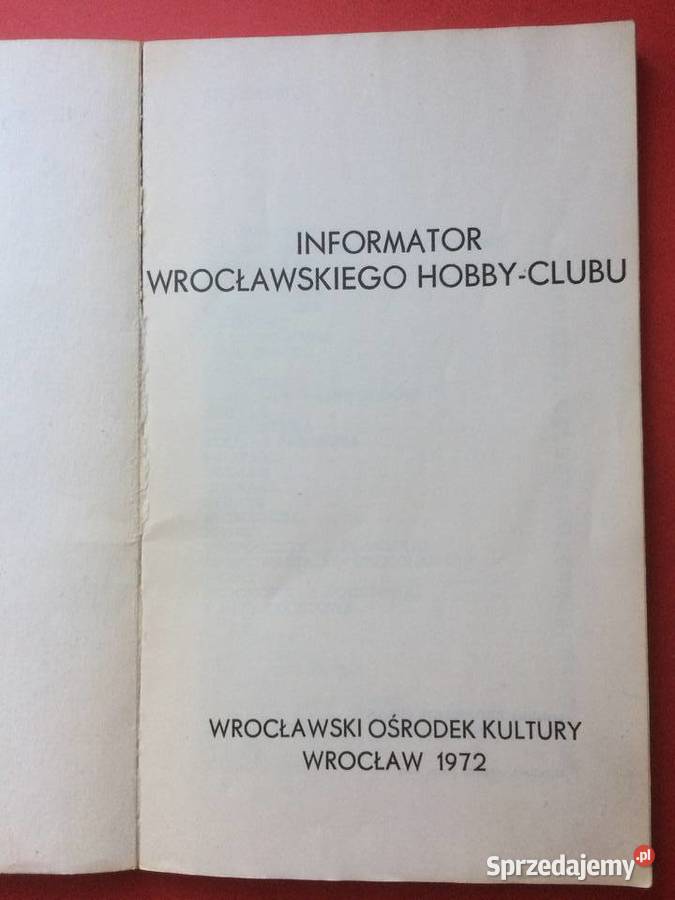 INFORMATOR
WROCŁAWSKIEGO HOBBY-CLUBU
WROCŁAWSKI OŚRODEK KULTURY
WROCŁAW 1972
Sprzedajemy.pl